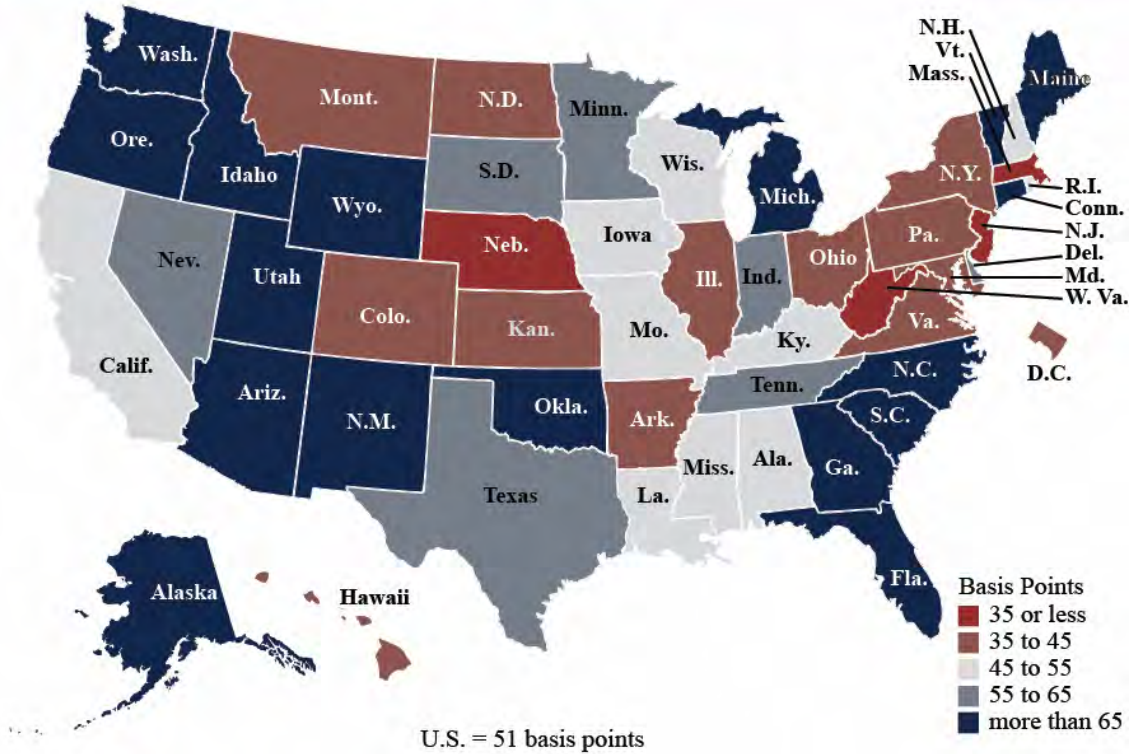 N.H.
Vt.
Mass.
Maine
Wash.
Mont.
N.D.
Minn.
Ore.
Idaho
S.D.
Wis.
N.Y.
Mich.
R.I.
Conn.
Wyo.
Neb.
Iowa
Pa.
N.J.
Del.
Md.
W. Va.
Nev.
Utah
Colo.
Kan.
Ill.
Ind.
Ohio
Va.
Calif.
Mo.
Ky.
D.C.
Ariz.
N.M.
Okla.
Ark.
Tenn.
N.C.
S.C.
Texas
La.
Miss.
Ala.
Ga.
Fla.
Alaska
Hawaii
Basis Points
35 or less
35 to 45
45 to 55
55 to 65
more than 65
U.S. = 51 basis points